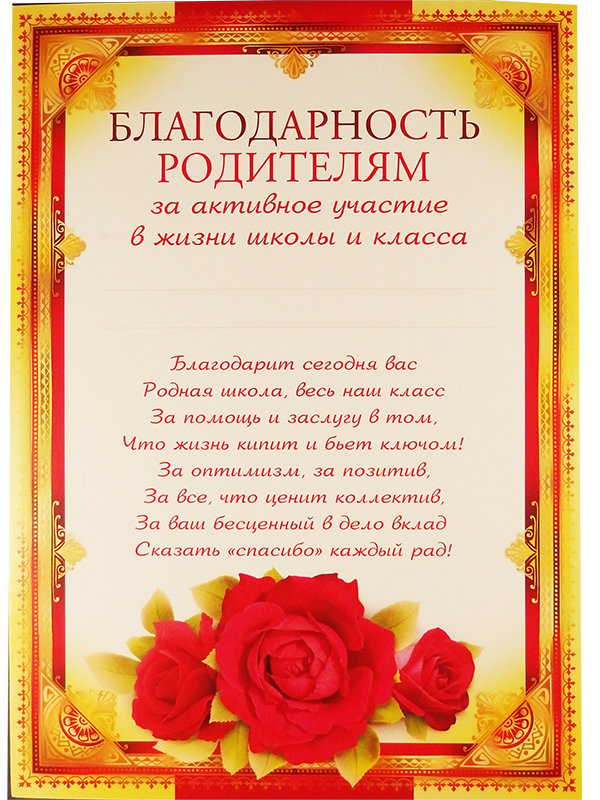 БЛАГОДАРНОСТЬ
РОДИТЕЛЯМ
за активное участие
в жизни школы и класса
Благодарит сегодня вас
Родная школа, весь наш класс
За помощь и заслугу в том,
Что жизнь кипит и бьет ключом!
За оптимизм, за позитив,
За все, что ценит коллектив,
За ваш бесценный в дело вклад
Сказать «спасибо» каждый рад!